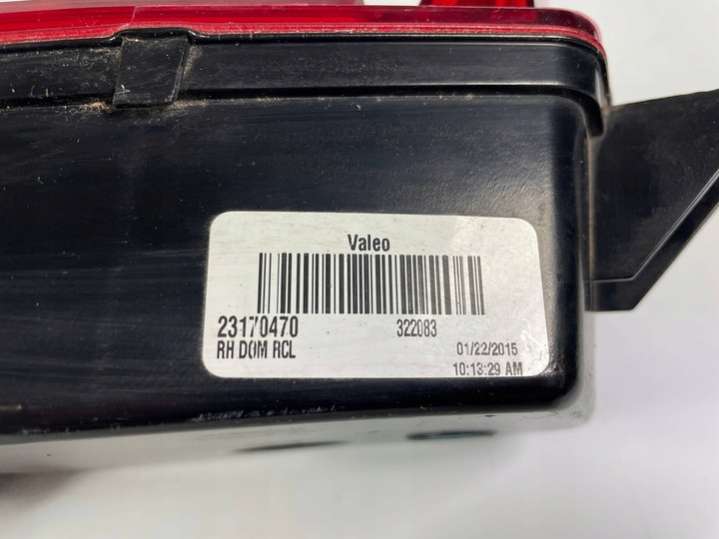 Valeo
23170470 322083
RH DOM RCL 01/22/2015
10:13:29 AM